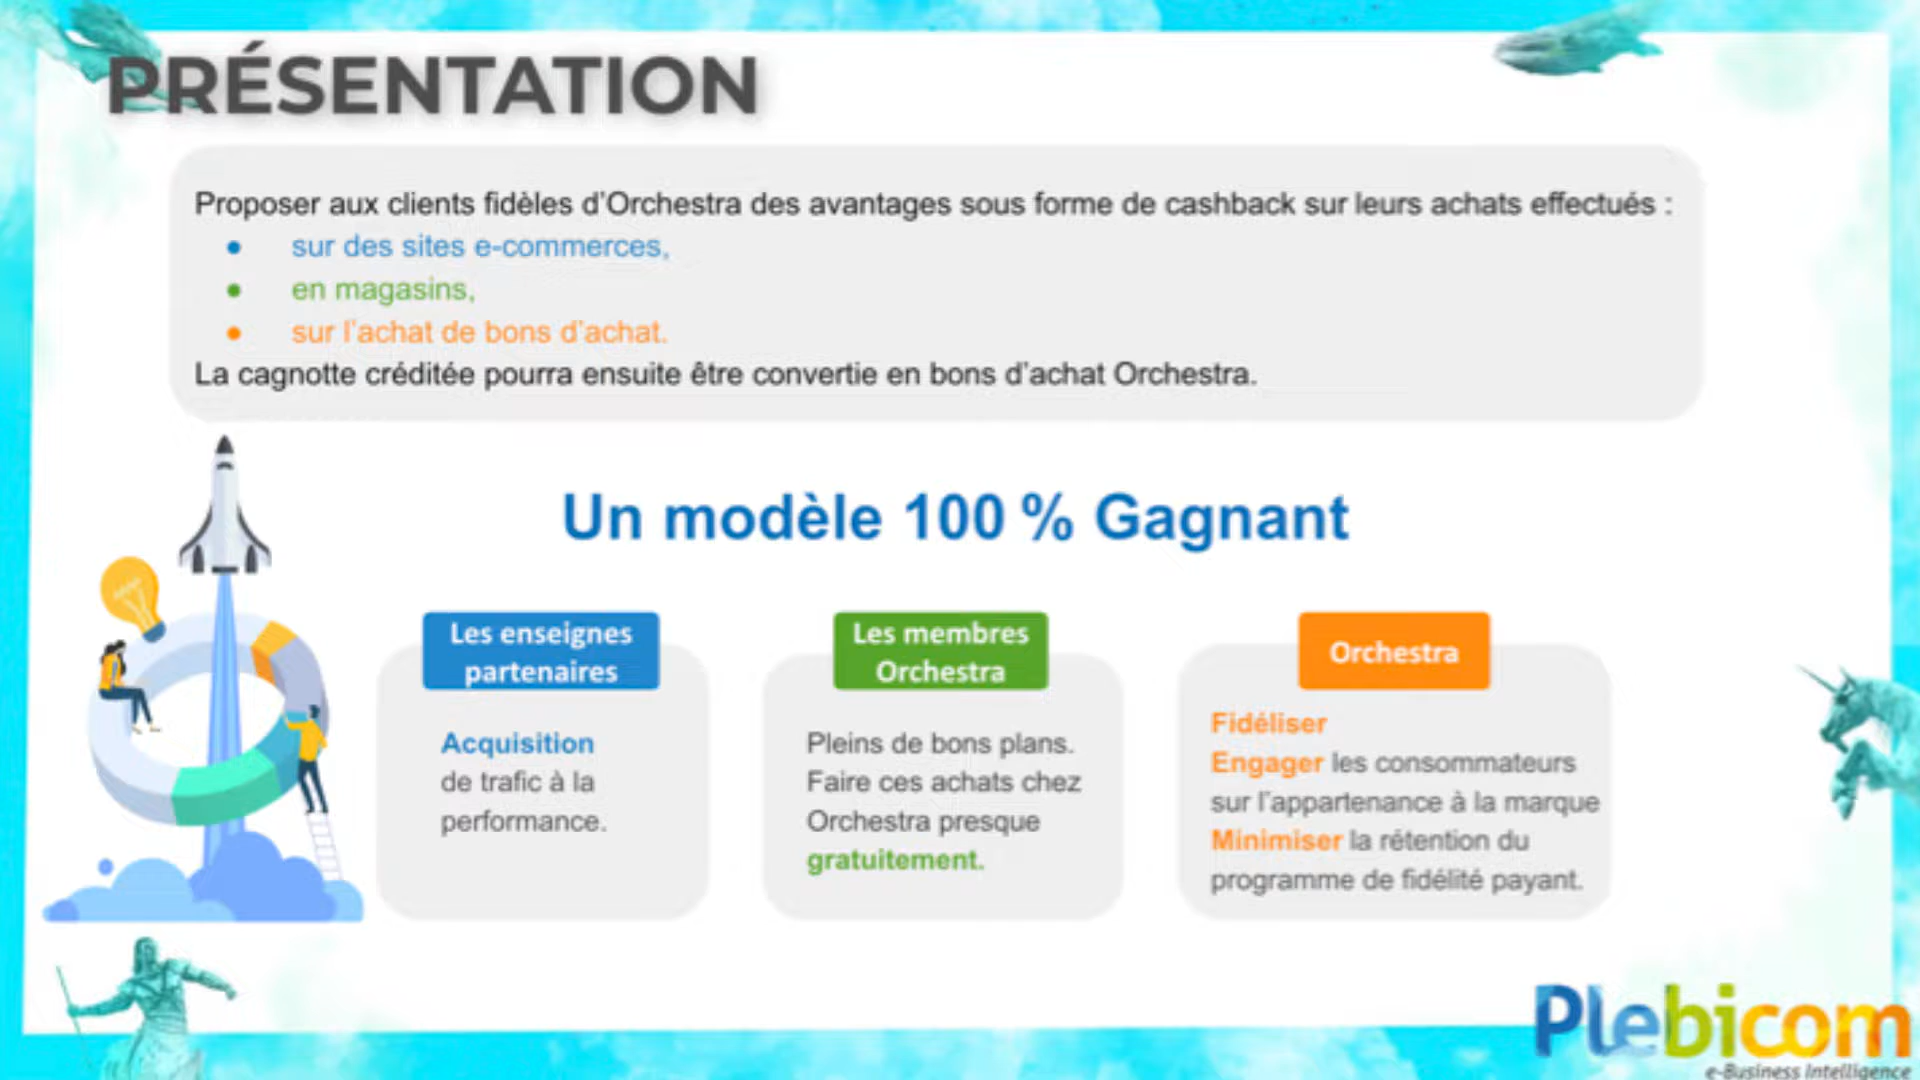 PRÉSENTATION
Proposer aux clients fidèles d'Orchestra des avantages sous forme de cashback sur leurs achats effectués :
● sur des sites e-commerces,
● en magasins,
● sur l'achat de bons d'achat.
La cagnotte créditée pourra ensuite être convertie en bons d'achat Orchestra.
Un modèle 100 % Gagnant
Les enseignes
partenaires
Acquisition
de trafic à la
performance.
Les membres
Orchestra
Pleins de bons plans.
Faire ces achats chez
Orchestra presque
gratuitement.
Orchestra
Fidéliser
Engager les consommateurs
sur l'appartenance à la marque
Minimiser la rétention du
programme de fidélité payant.
Plebicom
e-Business Intelligence